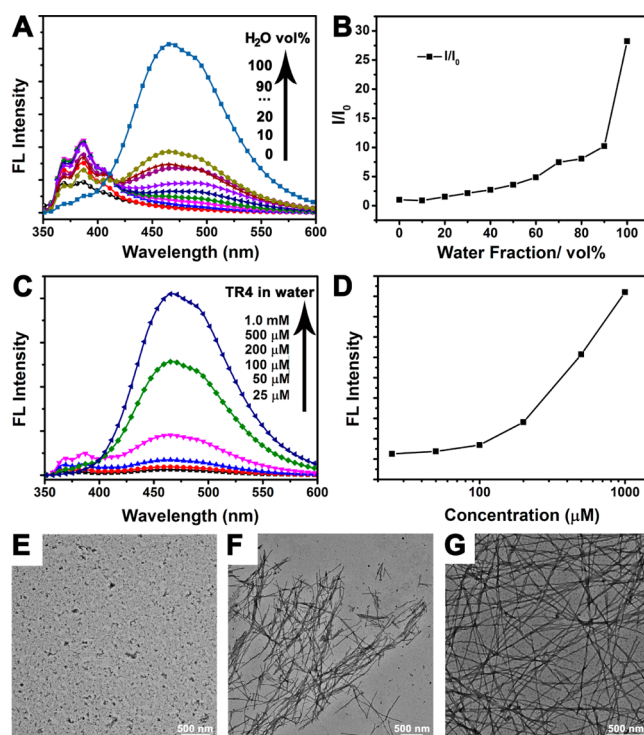 A
H₂O vol%
100
90
...
20
10
0
FL Intensity
350 400 450 500 550 600
Wavelength (nm)
B
I/I₀
30
25
20
15
10
5
0
I/I₀
0 20 40 60 80 100
Water Fraction/ vol%
C
TR4 in water
1.0 mM
500 μM
200 μM
100 μM
50 μM
25 μM
FL Intensity
350 400 450 500 550 600
Wavelength (nm)
D
FL Intensity
100 1000
Concentration (μM)
E
500 nm
F
500 nm
G
500 nm